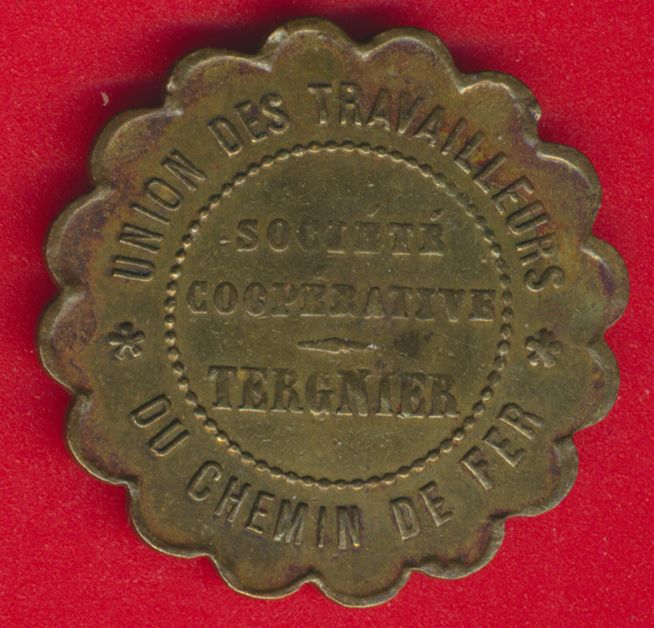 UNION DES TRAVAILLEURS
SOCIÉTÉ
COOPÉRATIVE
TERGNIER
DU CHEMIN DE FER